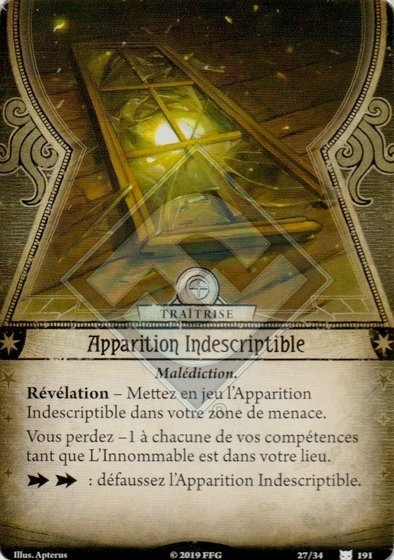 TRAÎTRISE
Apparition Indescriptible
Malédiction.
Révélation – Mettez en jeu l'Apparition
Indescriptible dans votre zone de menace.
Vous perdez –1 à chacune de vos compétences
tant que L'Innommable est dans votre lieu.
: défaussez l'Apparition Indescriptible.
Illus. Apterus
© 2019 FFG
27/34
191